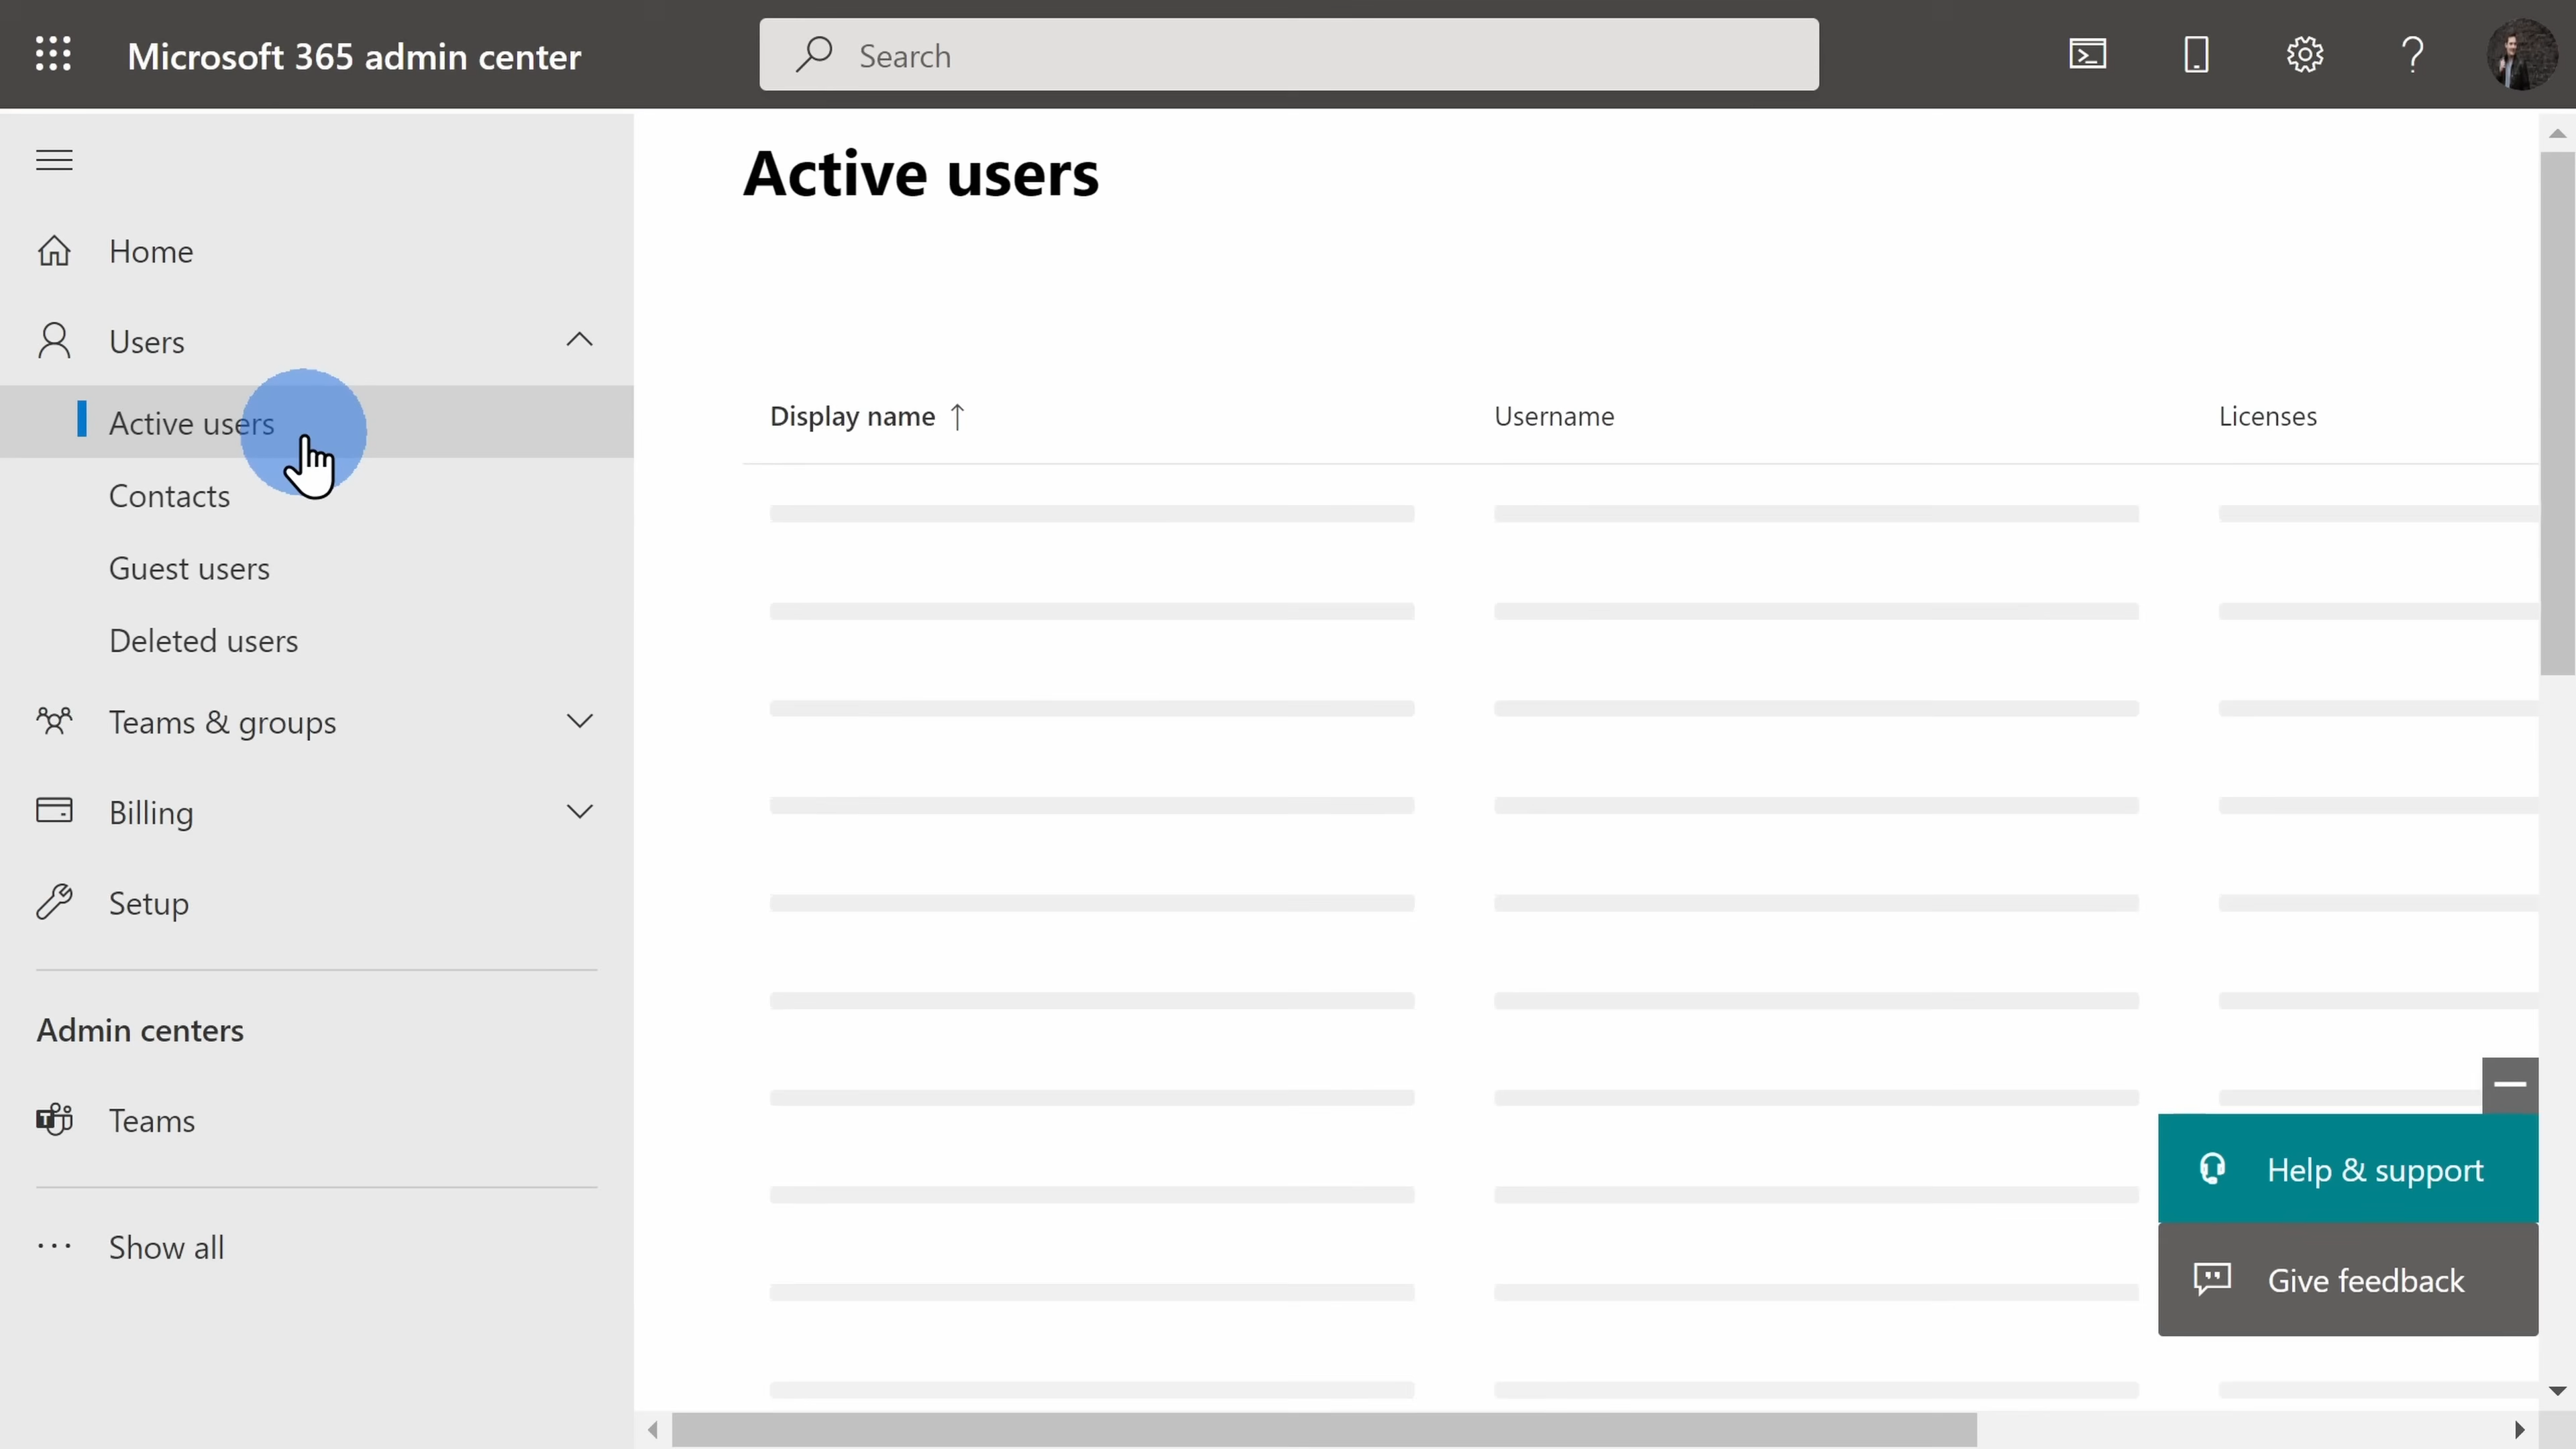 Microsoft 365 admin center
Search
Home
Users
Active users
Contacts
Guest users
Deleted users
Teams & groups
Billing
Setup
Admin centers
Teams
Show all
Active users
Display name ↑
Username
Licenses
Help & support
Give feedback